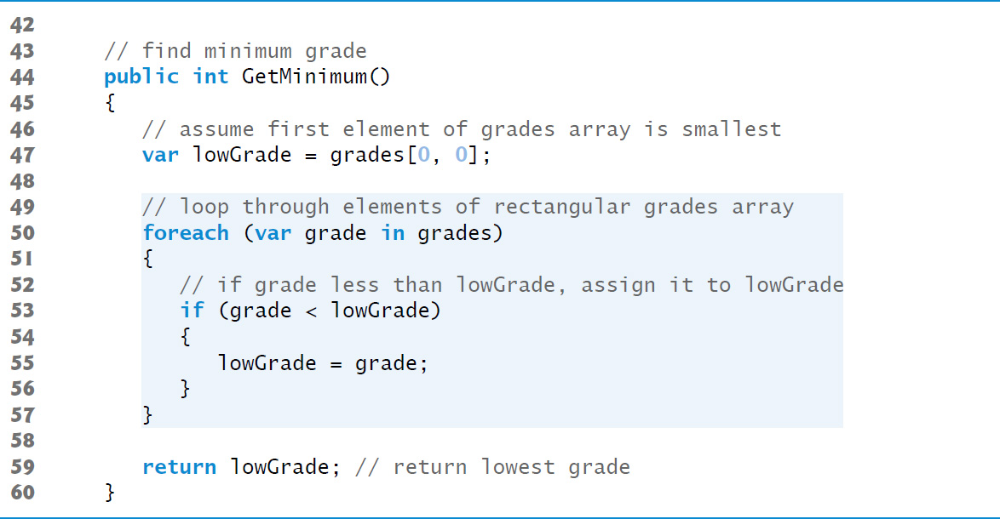 42
43 // find minimum grade
44 public int GetMinimum()
45 {
46 // assume first element of grades array is smallest
47 var lowGrade = grades[0, 0];
48
49 // loop through elements of rectangular grades array
50 foreach (var grade in grades)
51 {
52 // if grade less than lowGrade, assign it to lowGrade
53 if (grade < lowGrade)
54 {
55 lowGrade = grade;
56 }
57 }
58
59 return lowGrade; // return lowest grade
60 }